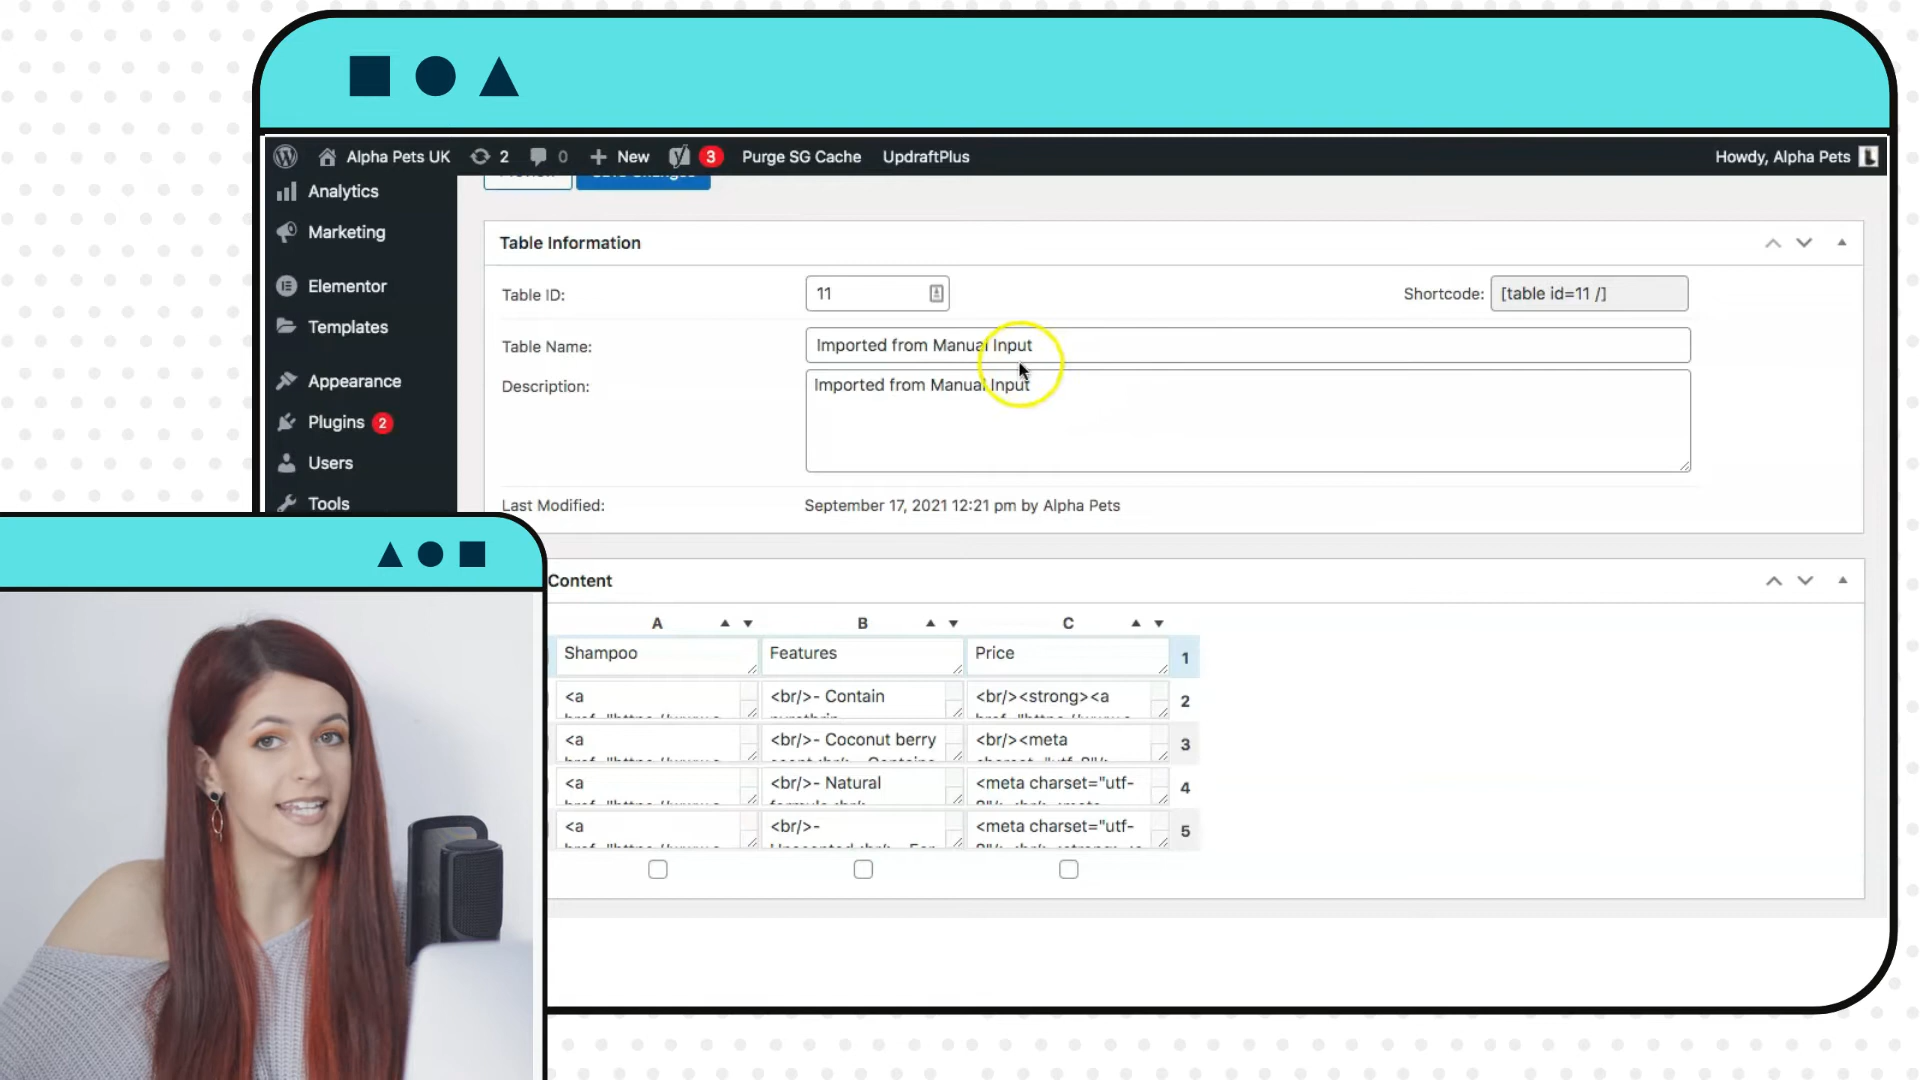 Alpha Pets UK 2 0 New 3 Purge SG Cache UpdraftPlus Howdy, Alpha Pets
Analytics
Marketing
Elementor
Templates
Appearance
Plugins 2
Users
Tools
Table Information
Table ID: 11 Shortcode: [table id=11 /]
Table Name: Imported from Manual Input
Description: Imported from Manual Input
Last Modified: September 17, 2021 12:21 pm by Alpha Pets
Content
A B C
Shampoo Features Price 1
<a <br/>- Contain <br/><strong><a 2
<a <br/>- Coconut berry <br/><meta 3
<a <br/>- Natural <meta charset="utf- 4
<a <br/>- <meta charset="utf- 5